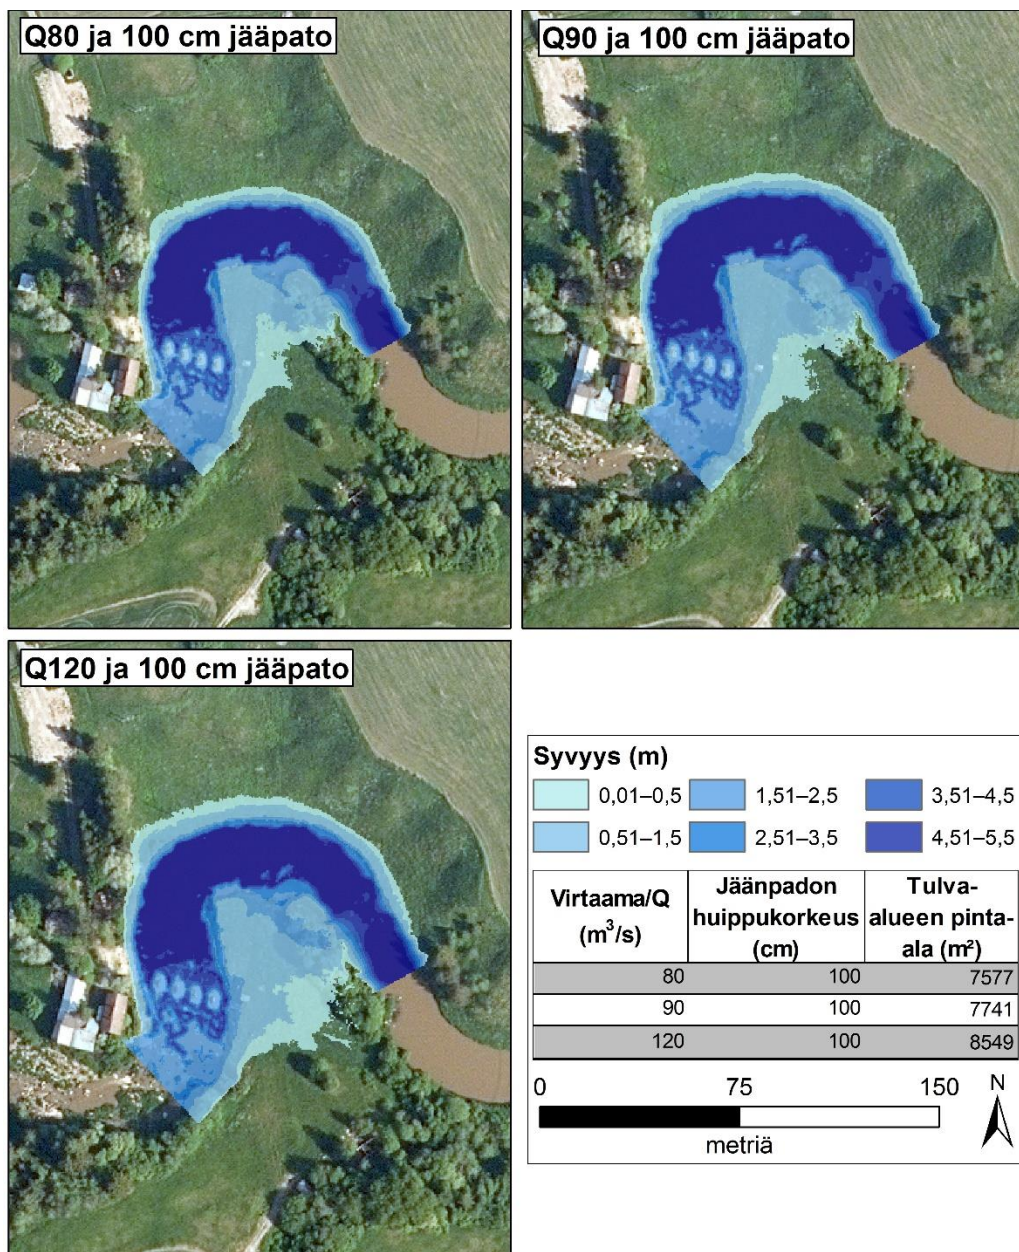 Q80 ja 100 cm jääpato
Q90 ja 100 cm jääpato
Q120 ja 100 cm jääpato
Syvyys (m)
0,01–0,5 1,51–2,5 3,51–4,5
0,51–1,5 2,51–3,5 4,51–5,5
Virtaama/Q (m³/s)
Jäänpadon huippukorkeus (cm)
Tulva-alueen pinta-ala (m²)
80 100 7577
90 100 7741
120 100 8549
0 75 150 N
metriä